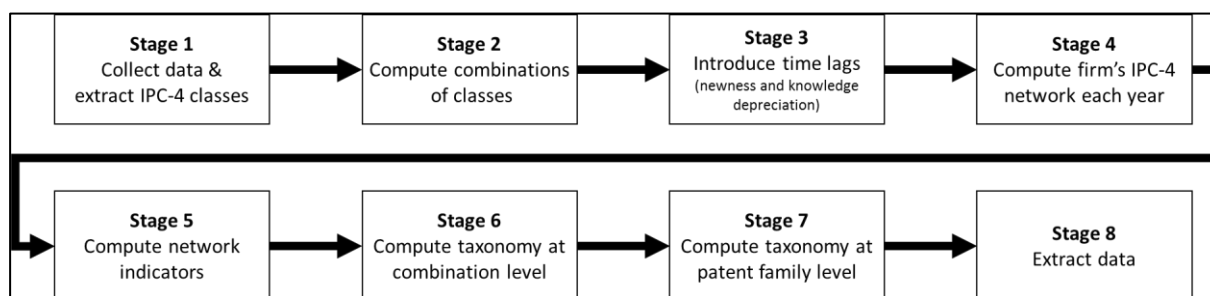 Stage 1
Collect data &
extract IPC-4 classes
Stage 2
Compute combinations
of classes
Stage 3
Introduce time lags
(newness and knowledge
depreciation)
Stage 4
Compute firm's IPC-4
network each year
Stage 5
Compute network
indicators
Stage 6
Compute taxonomy at
combination level
Stage 7
Compute taxonomy at
patent family level
Stage 8
Extract data